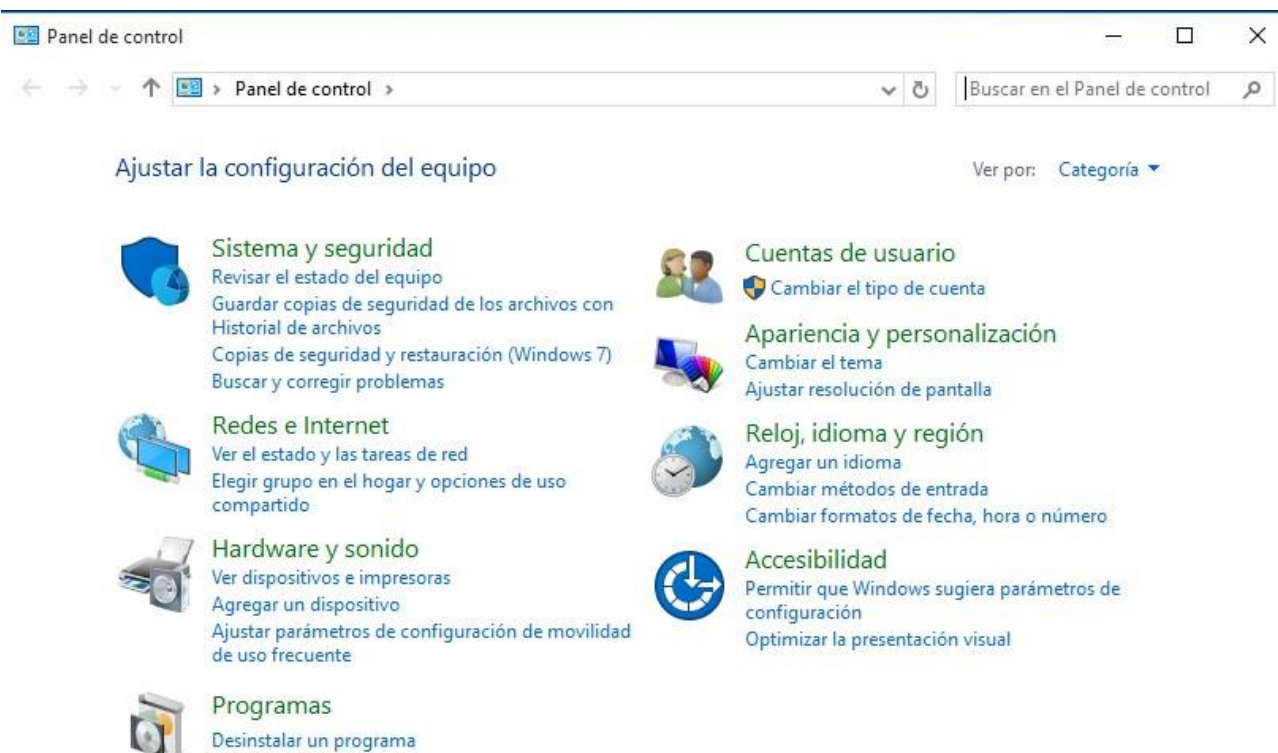 Panel de control
Panel de control
Buscar en el Panel de control
Ajustar la configuración del equipo
Ver por: Categoría
Sistema y seguridad
Revisar el estado del equipo
Guardar copias de seguridad de los archivos con
Historial de archivos
Copias de seguridad y restauración (Windows 7)
Buscar y corregir problemas
Redes e Internet
Ver el estado y las tareas de red
Elegir grupo en el hogar y opciones de uso
compartido
Hardware y sonido
Ver dispositivos e impresoras
Agregar un dispositivo
Ajustar parámetros de configuración de movilidad
de uso frecuente
Programas
Desinstalar un programa
Cuentas de usuario
Cambiar el tipo de cuenta
Apariencia y personalización
Cambiar el tema
Ajustar resolución de pantalla
Reloj, idioma y región
Agregar un idioma
Cambiar métodos de entrada
Cambiar formatos de fecha, hora o número
Accesibilidad
Permitir que Windows sugiera parámetros de
configuración
Optimizar la presentación visual